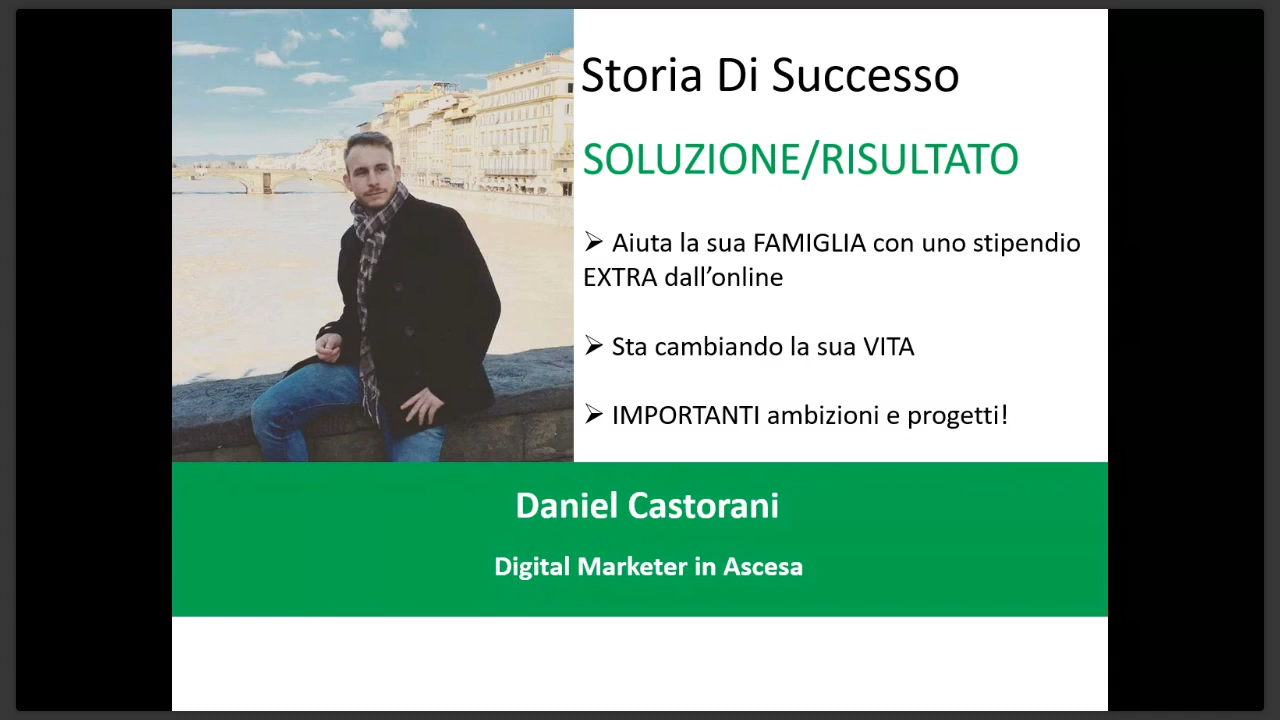 Storia Di Successo
SOLUZIONE/RISULTATO
➢ Aiuta la sua FAMIGLIA con uno stipendio
EXTRA dall’online
➢ Sta cambiando la sua VITA
➢ IMPORTANTI ambizioni e progetti!
Daniel Castorani
Digital Marketer in Ascesa